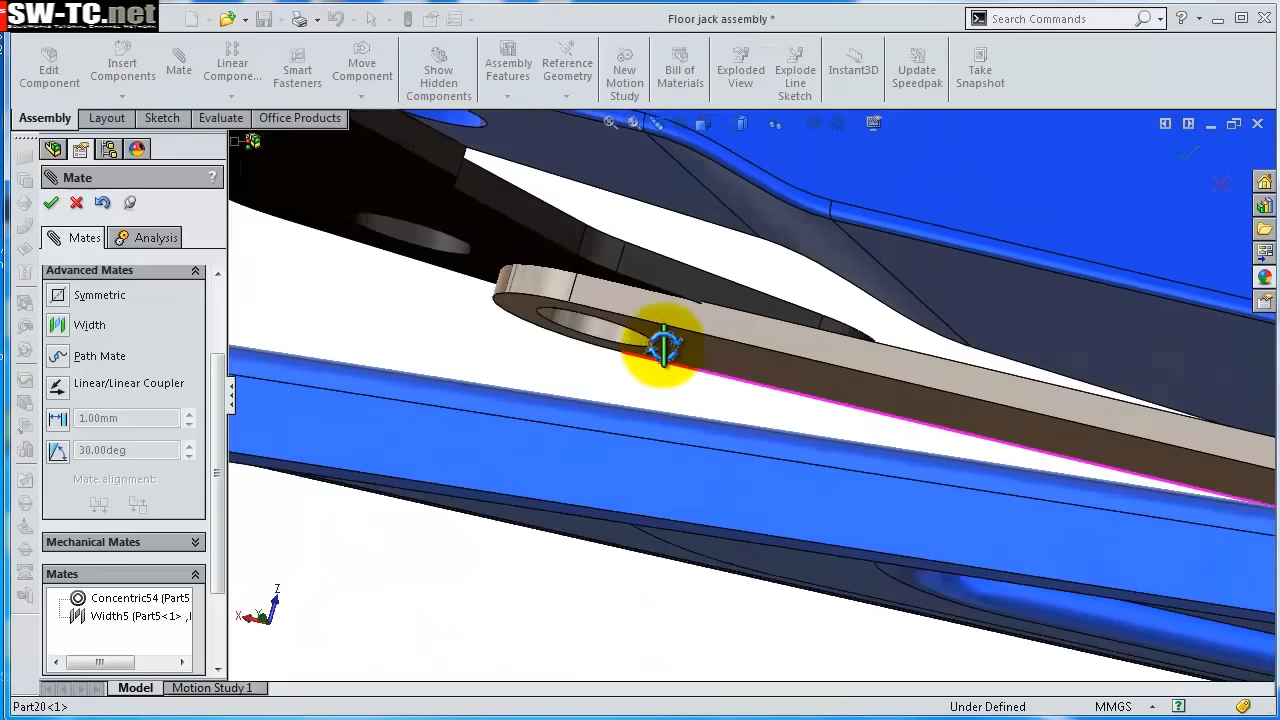 SW-TC.net
SOLIDWORKS TUTORIAL CHANNEL NETWORK
Floor jack assembly *
Search Commands
Edit Component
Insert Components
Mate
Linear Compone...
Smart Fasteners
Move Component
Show Hidden Components
Assembly Features
Reference Geometry
New Motion Study
Bill of Materials
Exploded View
Explode Line Sketch
Instant3D
Update Speedpak
Take Snapshot
Assembly
Layout
Sketch
Evaluate
Office Products
Mate
?
Mates
Analysis
Advanced Mates
Symmetric
Width
Path Mate
Linear/Linear Coupler
1.00mm
30.00deg
Mate alignment:
Mechanical Mates
Mates
Concentric54 (Part5
Width5 (Part5<1> ,
Z
X
Y
Model
Motion Study 1
Part20<1>
Under Defined
MMGS
?